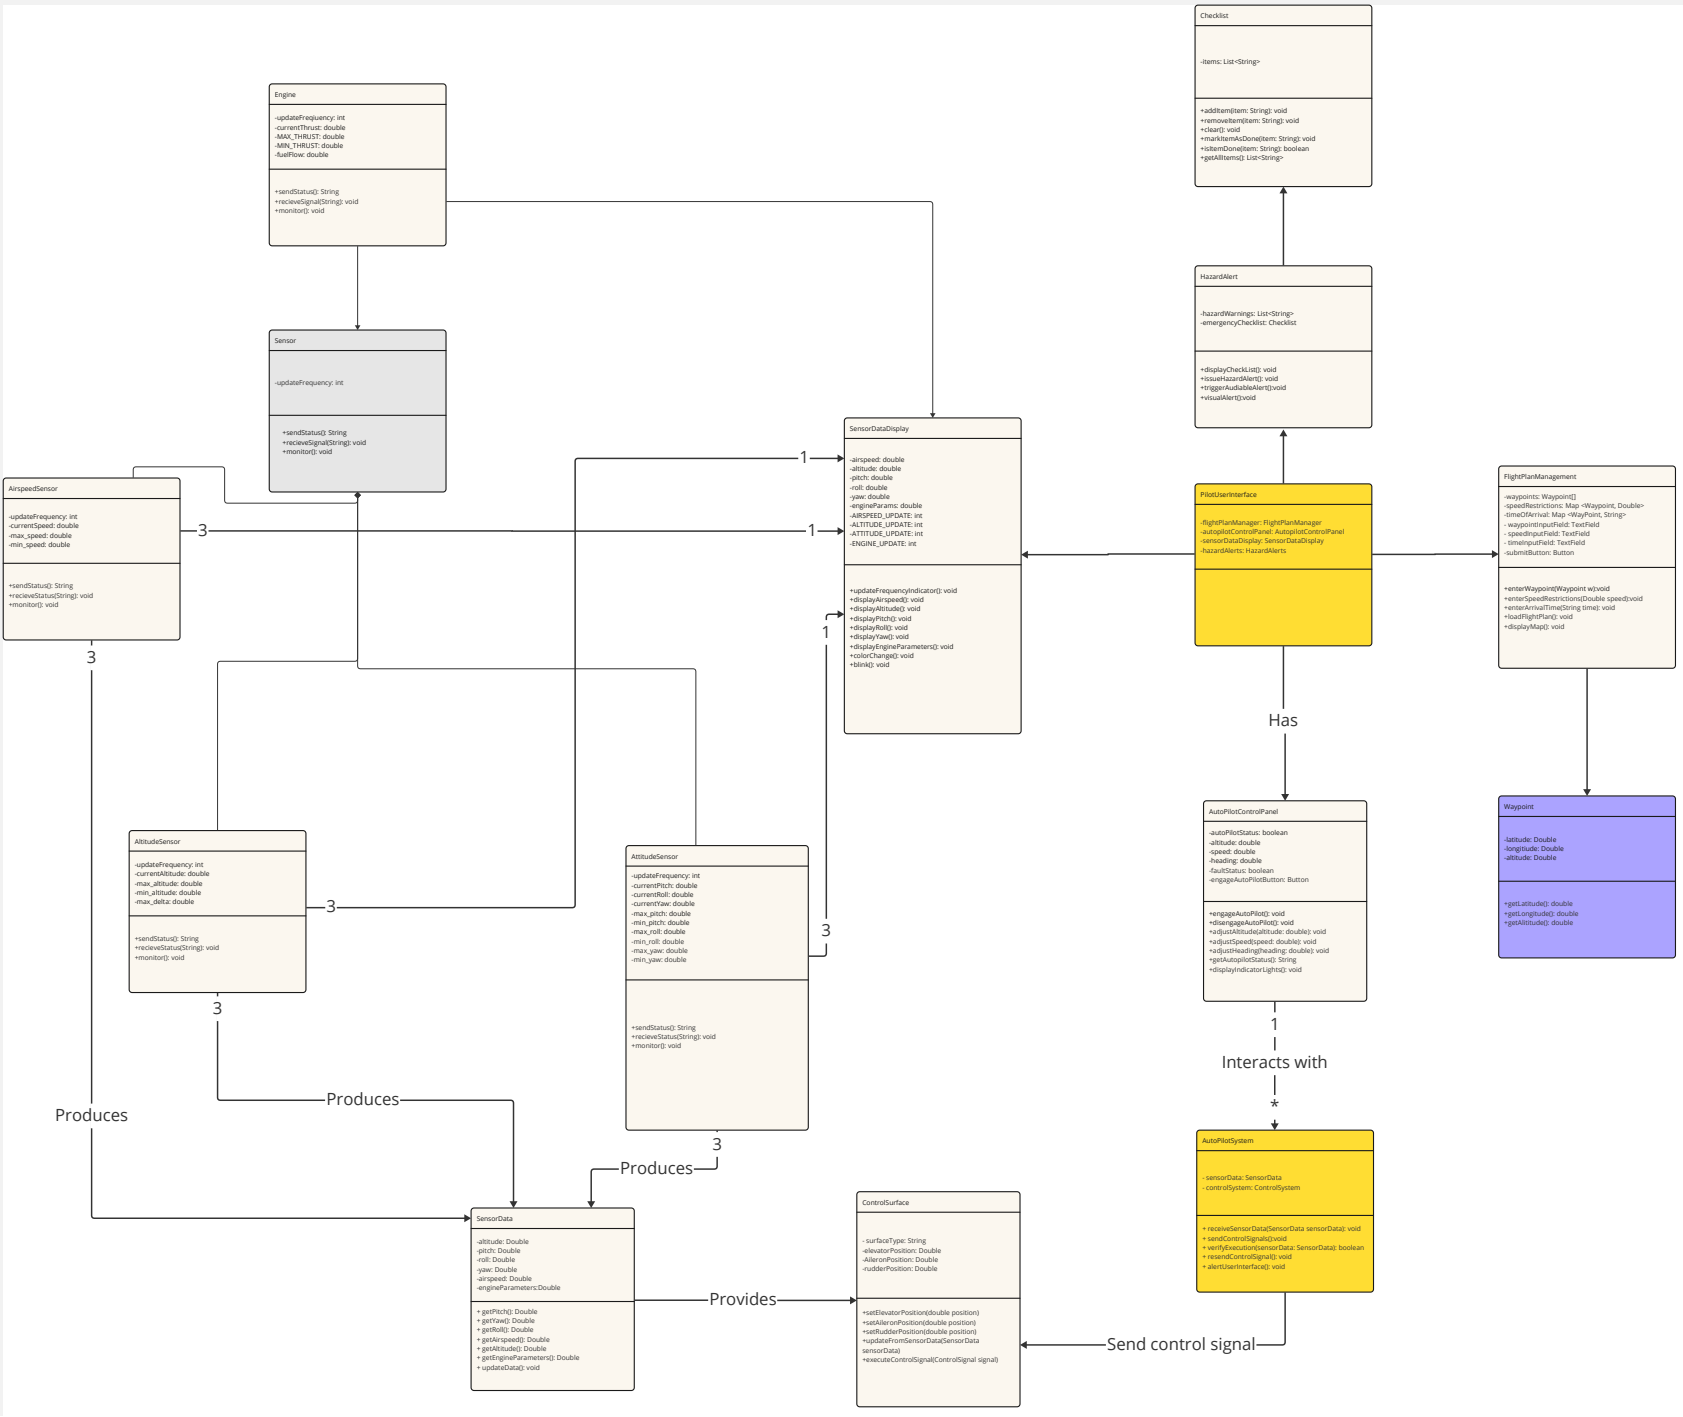 Checklist
-items: List<String>
+addItem(item: String): void
+removeItem(item: String): void
+clear(): void
+markItemAsDone(item: String): void
+isItemDone(item: String): boolean
+getAllItems(): List<String>
Engine
-updateFreqiuency: int
-currentThrust: double
-MAX_THRUST: double
-MIN_THRUST: double
-fuelFlow: double
+sendStatus(): String
+recieveSignal(String): void
+monitor(): void
HazardAlert
-hazardWarnings: List<String>
-emergencyChecklist: Checklist
+displayCheckList(): void
+issueHazardAlert(): void
+triggerAudiableAlert():void
+visualAlert():void
Sensor
-updateFrequency: int
+sendStatus(): String
+recieveSignal(String): void
+monitor(): void
SensorDataDisplay
-airspeed: double
-altitude: double
-pitch: double
-roll: double
-yaw: double
-engineParams: double
-AIRSPEED_UPDATE: int
-ALTITUDE_UPDATE: int
-ATTITUDE_UPDATE: int
-ENGINE_UPDATE: int
+updateFrequencyIndicator(): void
+displayAirspeed(): void
+displayAltitude(): void
+displayPitch(): void
+displayRoll(): void
+displayYaw(): void
+displayEngineParameters(): void
+colorChange(): void
+blink(): void
1
3
1
1
AirspeedSensor
-updateFrequency: int
-currentSpeed: double
-max_speed: double
-min_speed: double
+sendStatus(): String
+recieveStatus(String): void
+monitor(): void
3
PilotUserInterface
-flightPlanManager: FlightPlanManager
-autopilotControlPanel: AutopilotControlPanel
-sensorDataDisplay: SensorDataDisplay
-hazardAlerts: HazardAlerts
FlightPlanManagement
-waypoints: Waypoint[]
-speedRestrictions: Map <Waypoint, Double>
-timeOfArrival: Map <WayPoint, String>
- waypointInputField: TextField
- speedInputField: TextField
- timeInputField: TextField
-submitButton: Button
+enterWaypoint(Waypoint w):void
+enterSpeedRestrictions(Double speed):void
+enterArrivalTime(String time): void
+loadFlightPlan(): void
+displayMap(): void
Has
AltitudeSensor
-updateFrequency: int
-currentAltitude: double
-max_altitude: double
-min_altitude: double
-max_delta: double
+sendStatus(): String
+recieveStatus(String): void
+monitor(): void
3
3
AttitudeSensor
-updateFrequency: int
-currentPitch: double
-currentRoll: double
-currentYaw: double
-max_pitch: double
-min_pitch: double
-max_roll: double
-min_roll: double
-max_yaw: double
-min_yaw: double
+sendStatus(): String
+recieveStatus(String): void
+monitor(): void
3
3
AutoPilotControlPanel
-autoPilotStatus: boolean
-altitude: double
-speed: double
-heading: double
-faultStatus: boolean
-engageAutoPilotButton: Button
+engageAutoPilot(): void
+disengageAutoPilot(): void
+adjustAltitude(altitude: double): void
+adjustSpeed(speed: double): void
+adjustHeading(heading: double): void
+getAutopilotStatus(): String
+displayIndicatorLights(): void
Waypoint
-latitude: Double
-longitiude: Double
-altitude: Double
+getLatitude(): double
+getLongitude(): double
+getAltitude(): double
1
Interacts with
*
Produces
Produces
Produces
AutoPilotSystem
- sensorData: SensorData
- controlSystem: ControlSystem
+ receiveSensorData(SensorData sensorData): void
+ sendControlSignals():void
+ verifyExecution(sensorData: SensorData): boolean
+ resendControlSignal(): void
+ alertUserInterface(): void
SensorData
-altitude: Double
-pitch: Double
-roll: Double
-yaw: Double
-airspeed: Double
-engineParameters:Double
+ getPitch(): Double
+ getYaw(): Double
+ getRoll(): Double
+ getAirspeed(): Double
+ getAltitude(): Double
+ getEngineParameters(): Double
+ updateData(): void
Provides
ControlSurface
- surfaceType: String
-elevatorPosition: Double
-AileronPosition: Double
-rudderPosition: Double
+setElevatorPosition(double position)
+setAileronPosition(double position)
+setRudderPosition(double position)
+updateFromSensorData(SensorData
sensorData)
+executeControlSignal(ControlSignal signal)
Send control signal